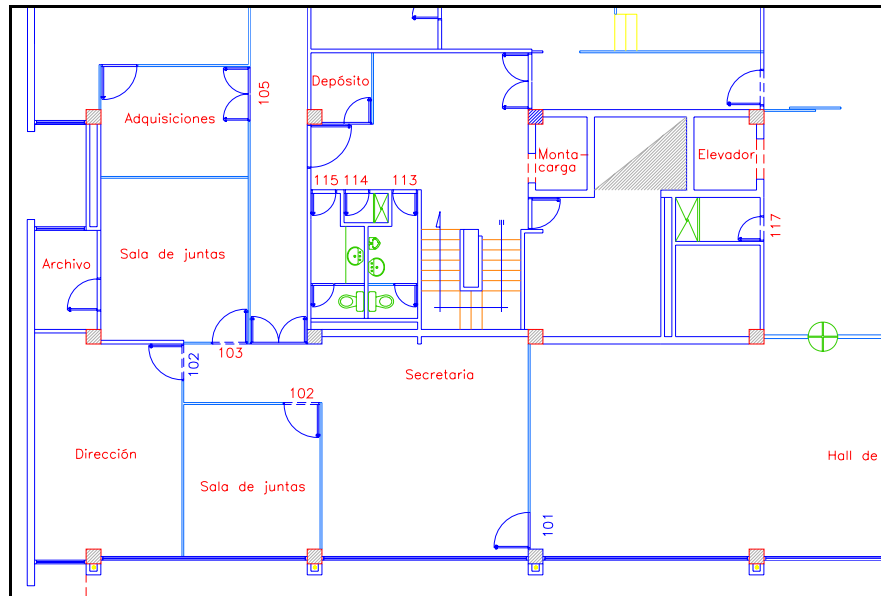 Depósito
105
Adquisiciones
Monta-
carga
Elevador
115
114
113
117
Sala de juntas
Archivo
103
102
102
Secretaria
Dirección
Hall de
Sala de juntas
101